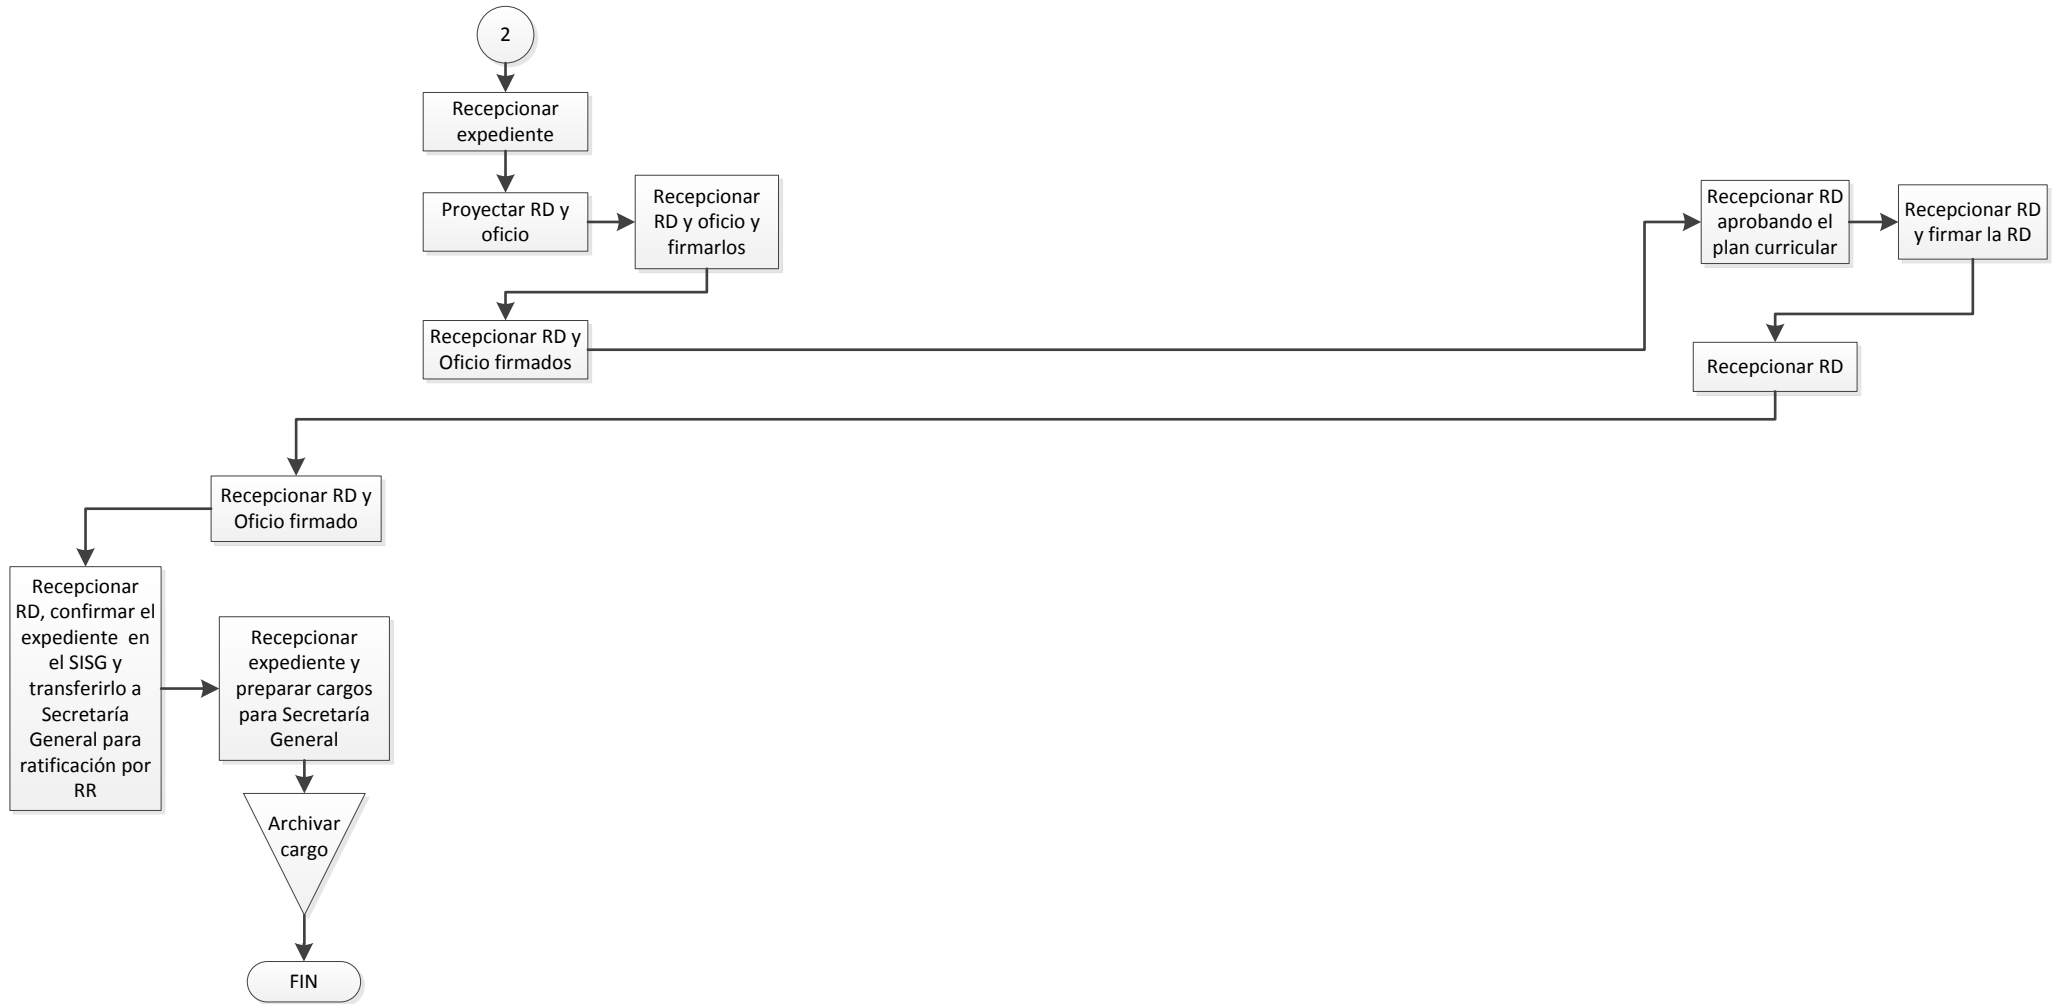 2
Recepcionar
expediente
Proyectar RD y
oficio
Recepcionar
RD y oficio y
firmarlos
Recepcionar RD y
Oficio firmados
Recepcionar RD
aprobando el
plan curricular
Recepcionar RD
y firmar la RD
Recepcionar RD
Recepcionar RD y
Oficio firmado
Recepcionar
RD, confirmar el
expediente  en
el SISG y
transferirlo a
Secretaría
General para
ratificación por
RR
Recepcionar
expediente y
preparar cargos
para Secretaría
General
Archivar
cargo
FIN